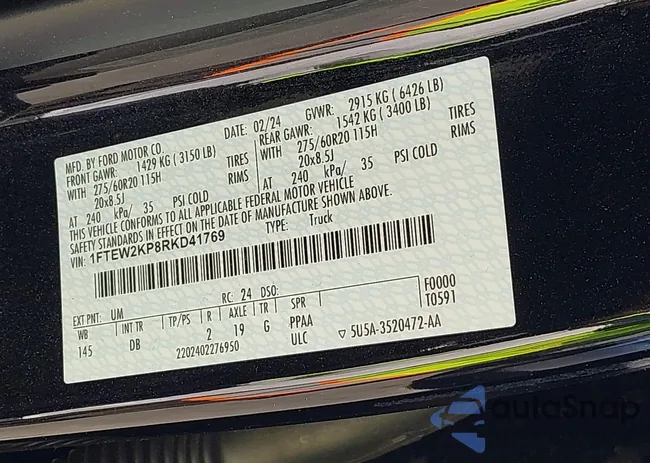 MFD. BY FORD MOTOR CO. DATE: 02/24 GVWR: 2915 KG ( 6426 LB)
FRONT GAWR: 1429 KG ( 3150 LB) REAR GAWR: 1542 KG ( 3400 LB)
WITH 275/60R20 115H TIRES WITH 275/60R20 115H TIRES
20x8.5J RIMS 20x8.5J RIMS
AT 240 kPa/ 35 PSI COLD AT 240 kPa/ 35 PSI COLD
THIS VEHICLE CONFORMS TO ALL APPLICABLE FEDERAL MOTOR VEHICLE
SAFETY STANDARDS IN EFFECT ON THE DATE OF MANUFACTURE SHOWN ABOVE.
VIN: 1FTEW2KP8RKD41769 TYPE: Truck
EXT PNT: UM RC: 24 DSO: F0000
WB INT TR TP/PS R AXLE TR SPR T0591
145 DB 2 19 G PPAA
2202402276950 ULC ▽ 5U5A-3520472-AA
autoSnap